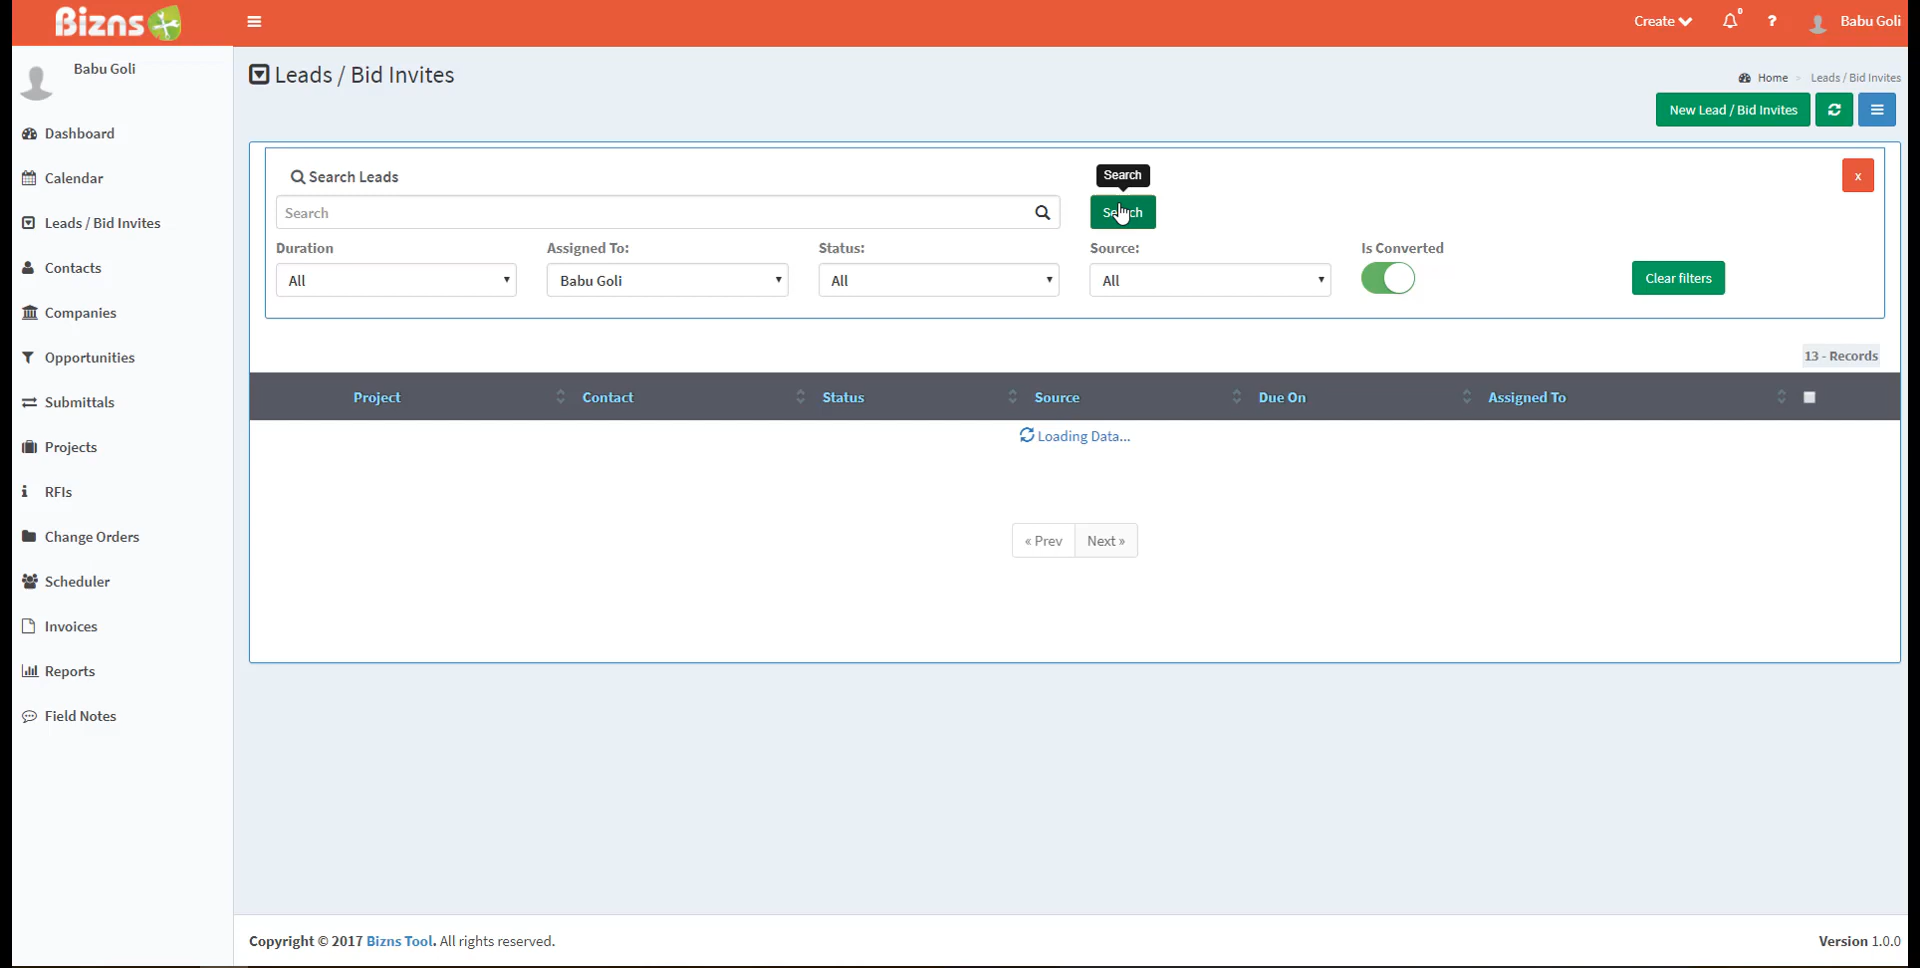 Bizns
Create
0
?
Babu Goli
Babu Goli
Dashboard
Calendar
Leads / Bid Invites
Contacts
Companies
Opportunities
Submittals
Projects
RFIs
Change Orders
Scheduler
Invoices
Reports
Field Notes
Leads / Bid Invites
Home > Leads / Bid Invites
New Lead / Bid Invites
Search Leads
Search
x
Search
Search
Duration
Assigned To:
Status:
Source:
Is Converted
All
Babu Goli
All
All
Clear filters
13 - Records
Project
Contact
Status
Source
Due On
Assigned To
Loading Data...
« Prev
Next »
Copyright © 2017 Bizns Tool. All rights reserved.
Version 1.0.0